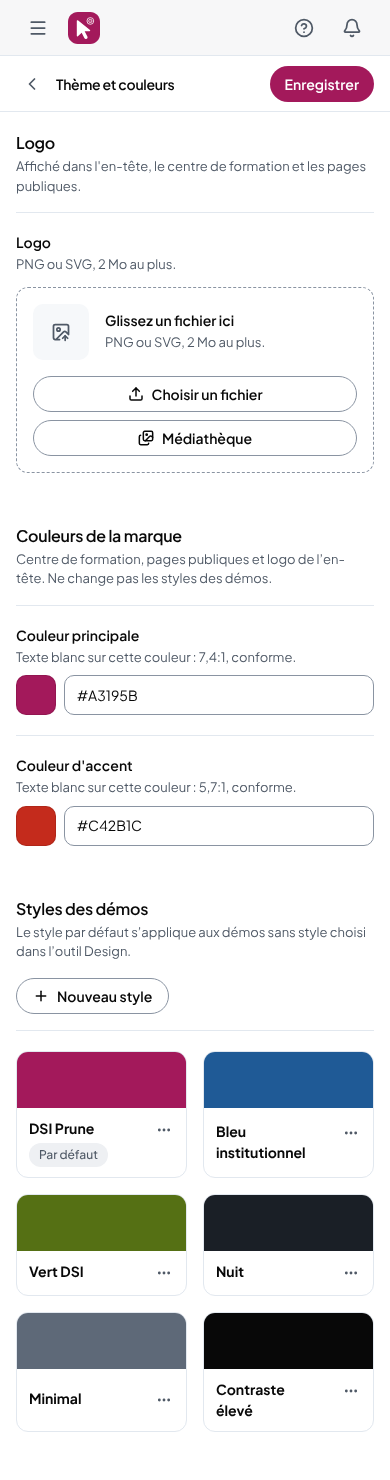 Thème et couleurs
Enregistrer
Logo
Affiché dans l'en-tête, le centre de formation et les pages
publiques.
Logo
PNG ou SVG, 2 Mo au plus.
Glissez un fichier ici
PNG ou SVG, 2 Mo au plus.
Choisir un fichier
Médiathèque
Couleurs de la marque
Centre de formation, pages publiques et logo de l'en-
tête. Ne change pas les styles des démos.
Couleur principale
Texte blanc sur cette couleur : 7,4:1, conforme.
#A3195B
Couleur d'accent
Texte blanc sur cette couleur : 5,7:1, conforme.
#C42B1C
Styles des démos
Le style par défaut s'applique aux démos sans style choisi
dans l'outil Design.
Nouveau style
DSI Prune
Par défaut
Bleu
institutionnel
Vert DSI
Nuit
Minimal
Contraste
élevé